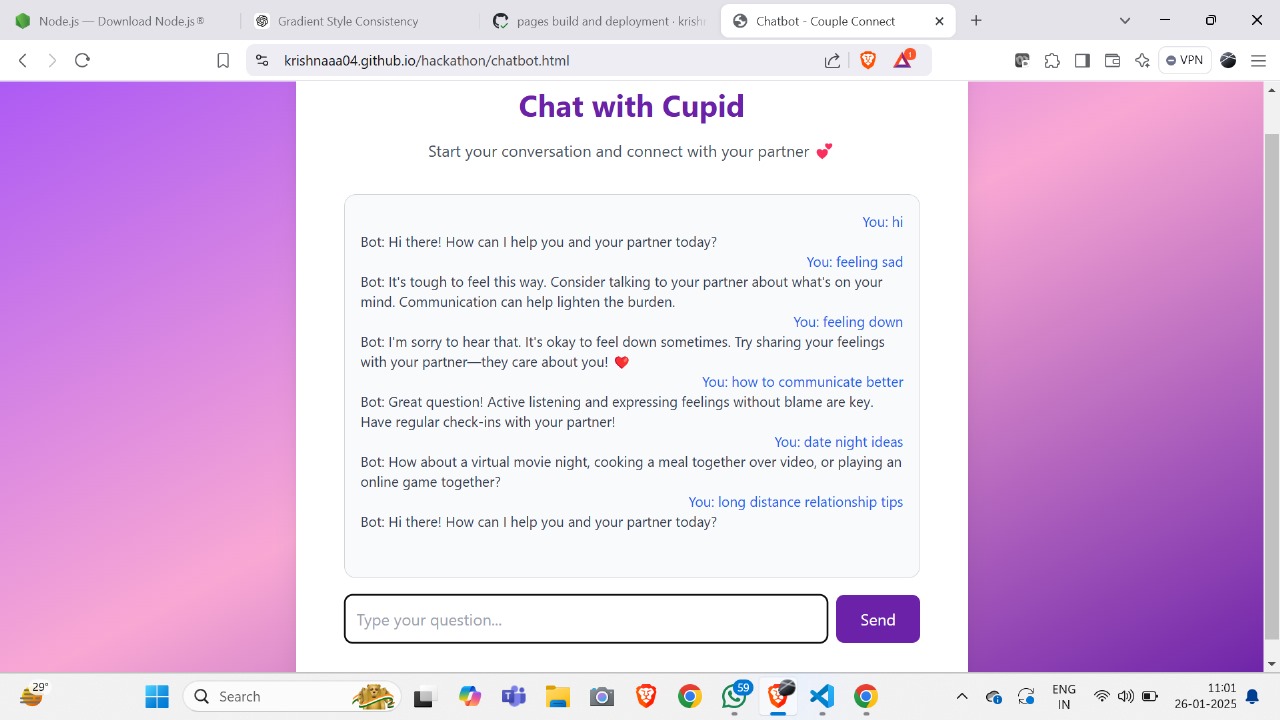 Node.js — Download Node.js®
Gradient Style Consistency
pages build and deployment · krishn
Chatbot - Couple Connect
krishnaaa04.github.io/hackathon/chatbot.html
VPN
Chat with Cupid
Start your conversation and connect with your partner 💕
You: hi
Bot: Hi there! How can I help you and your partner today?
You: feeling sad
Bot: It's tough to feel this way. Consider talking to your partner about what's on your
mind. Communication can help lighten the burden.
You: feeling down
Bot: I'm sorry to hear that. It's okay to feel down sometimes. Try sharing your feelings
with your partner—they care about you! ❤️
You: how to communicate better
Bot: Great question! Active listening and expressing feelings without blame are key.
Have regular check-ins with your partner!
You: date night ideas
Bot: How about a virtual movie night, cooking a meal together over video, or playing an
online game together?
You: long distance relationship tips
Bot: Hi there! How can I help you and your partner today?
Type your question...
Send
29°
Search
59
ENG
IN
11:01
26-01-2025